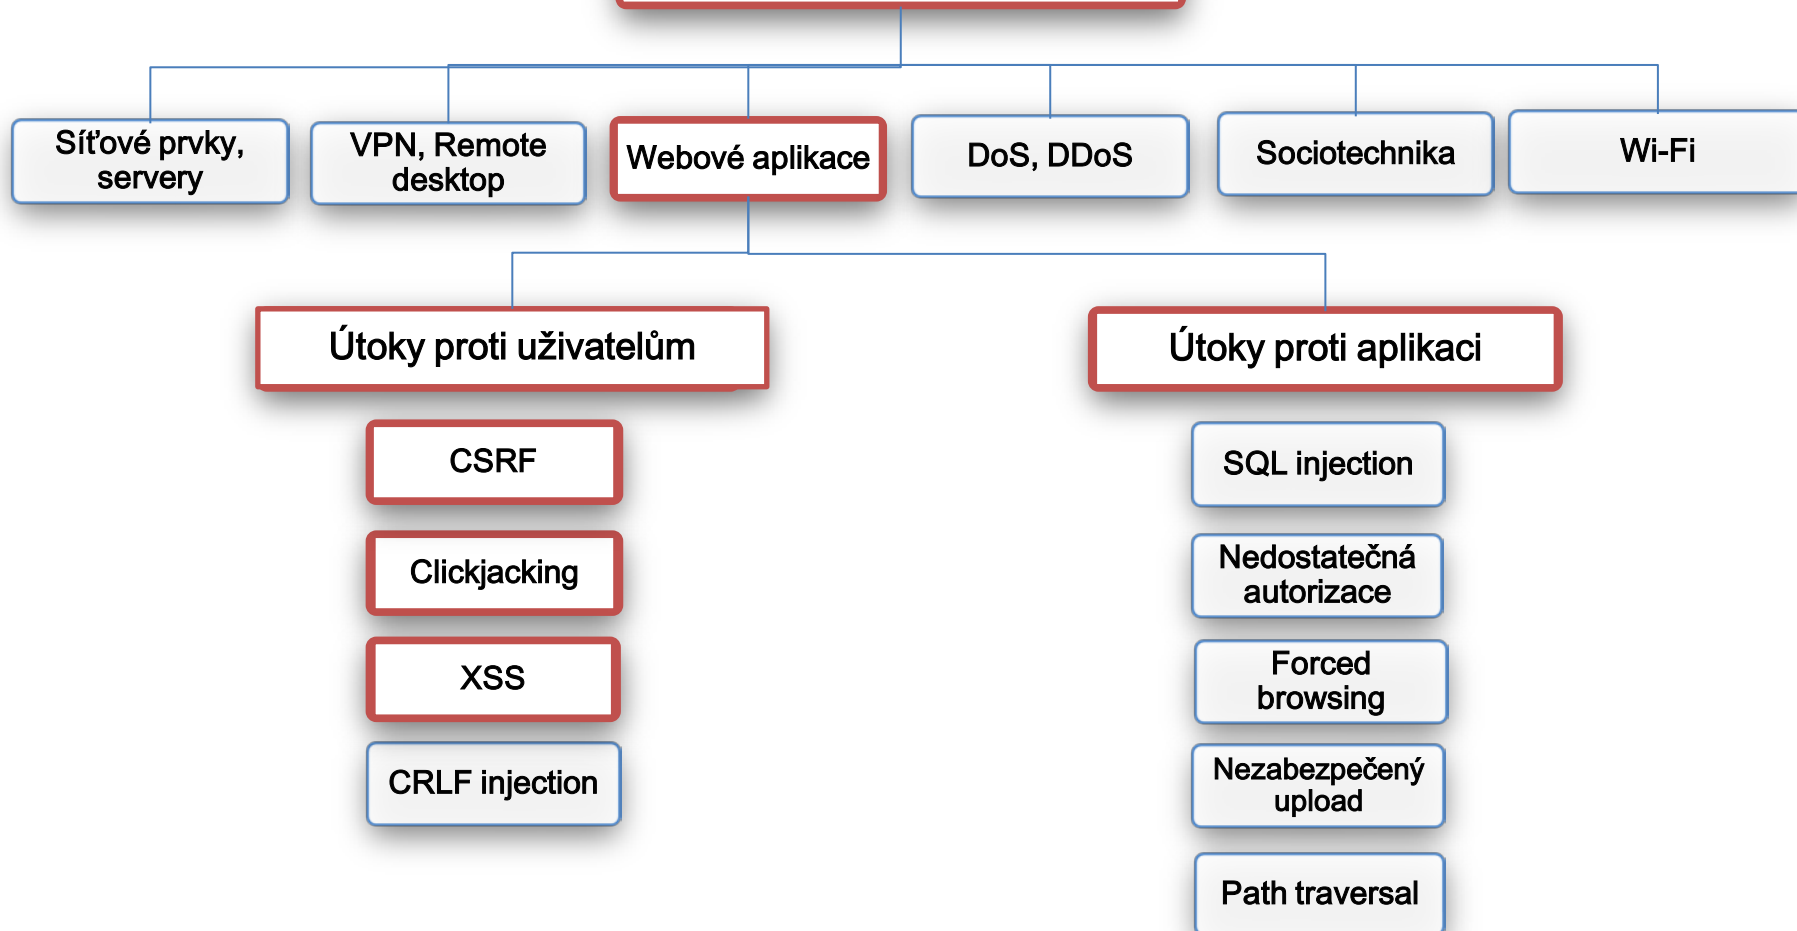 Síťové prvky,
servery
VPN, Remote
desktop
Webové aplikace
DoS, DDoS
Sociotechnika
Wi-Fi
Útoky proti uživatelům
Útoky proti aplikaci
CSRF
Clickjacking
XSS
CRLF injection
SQL injection
Nedostatečná
autorizace
Forced
browsing
Nezabezpečený
upload
Path traversal